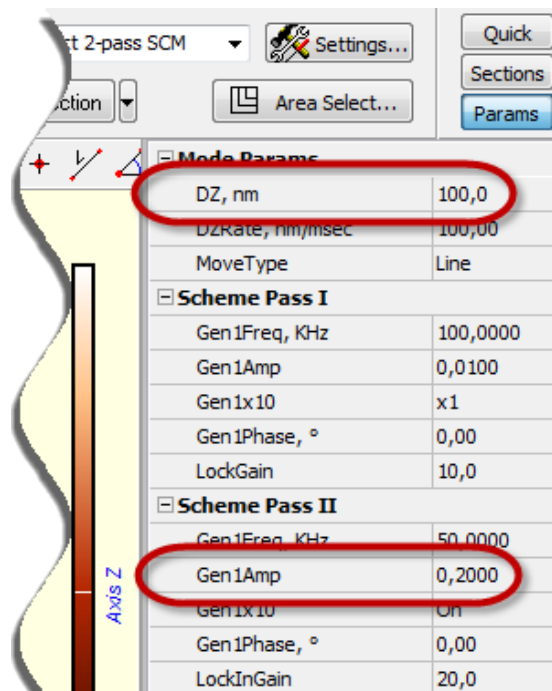 ct 2-pass SCM Settings... Quick
Sections
ction Area Select... Params
Mode Params
DZ, nm 100,0
DZRate, nm/msec 100,00
MoveType Line
Scheme Pass I
Gen1Freq, KHz 100,0000
Gen1Amp 0,0100
Gen1x10 x1
Gen1Phase, ° 0,00
LockGain 10,0
Scheme Pass II
Gen1Freq, KHz 50,0000
Gen1Amp 0,2000
Gen1x10 On
Gen1Phase, ° 0,00
LockInGain 20,0
Axis Z